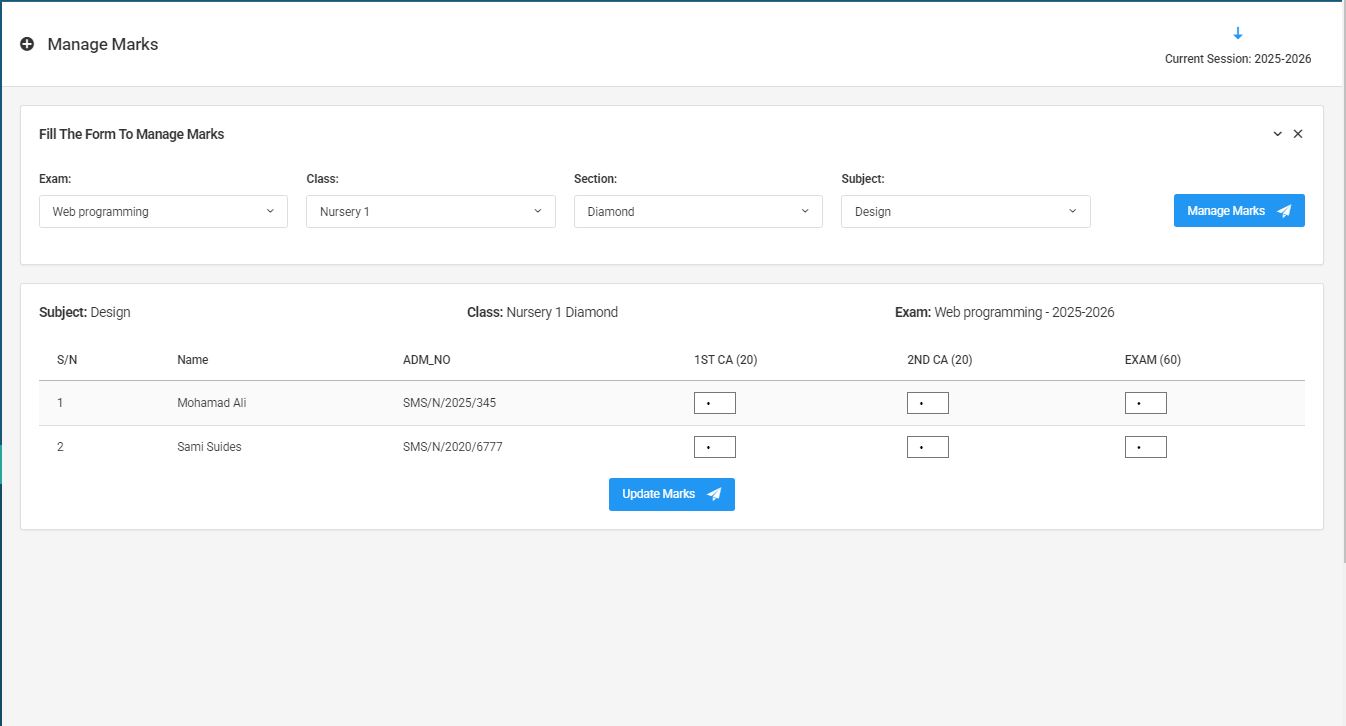 Manage Marks
Current Session: 2025-2026
Fill The Form To Manage Marks
Exam: Class: Section: Subject:
Web programming Nursery 1 Diamond Design Manage Marks
Subject: Design Class: Nursery 1 Diamond Exam: Web programming - 2025-2026
S/N Name ADM_NO 1ST CA (20) 2ND CA (20) EXAM (60)
1 Mohamad Ali SMS/N/2025/345
2 Sami Suides SMS/N/2020/6777
Update Marks